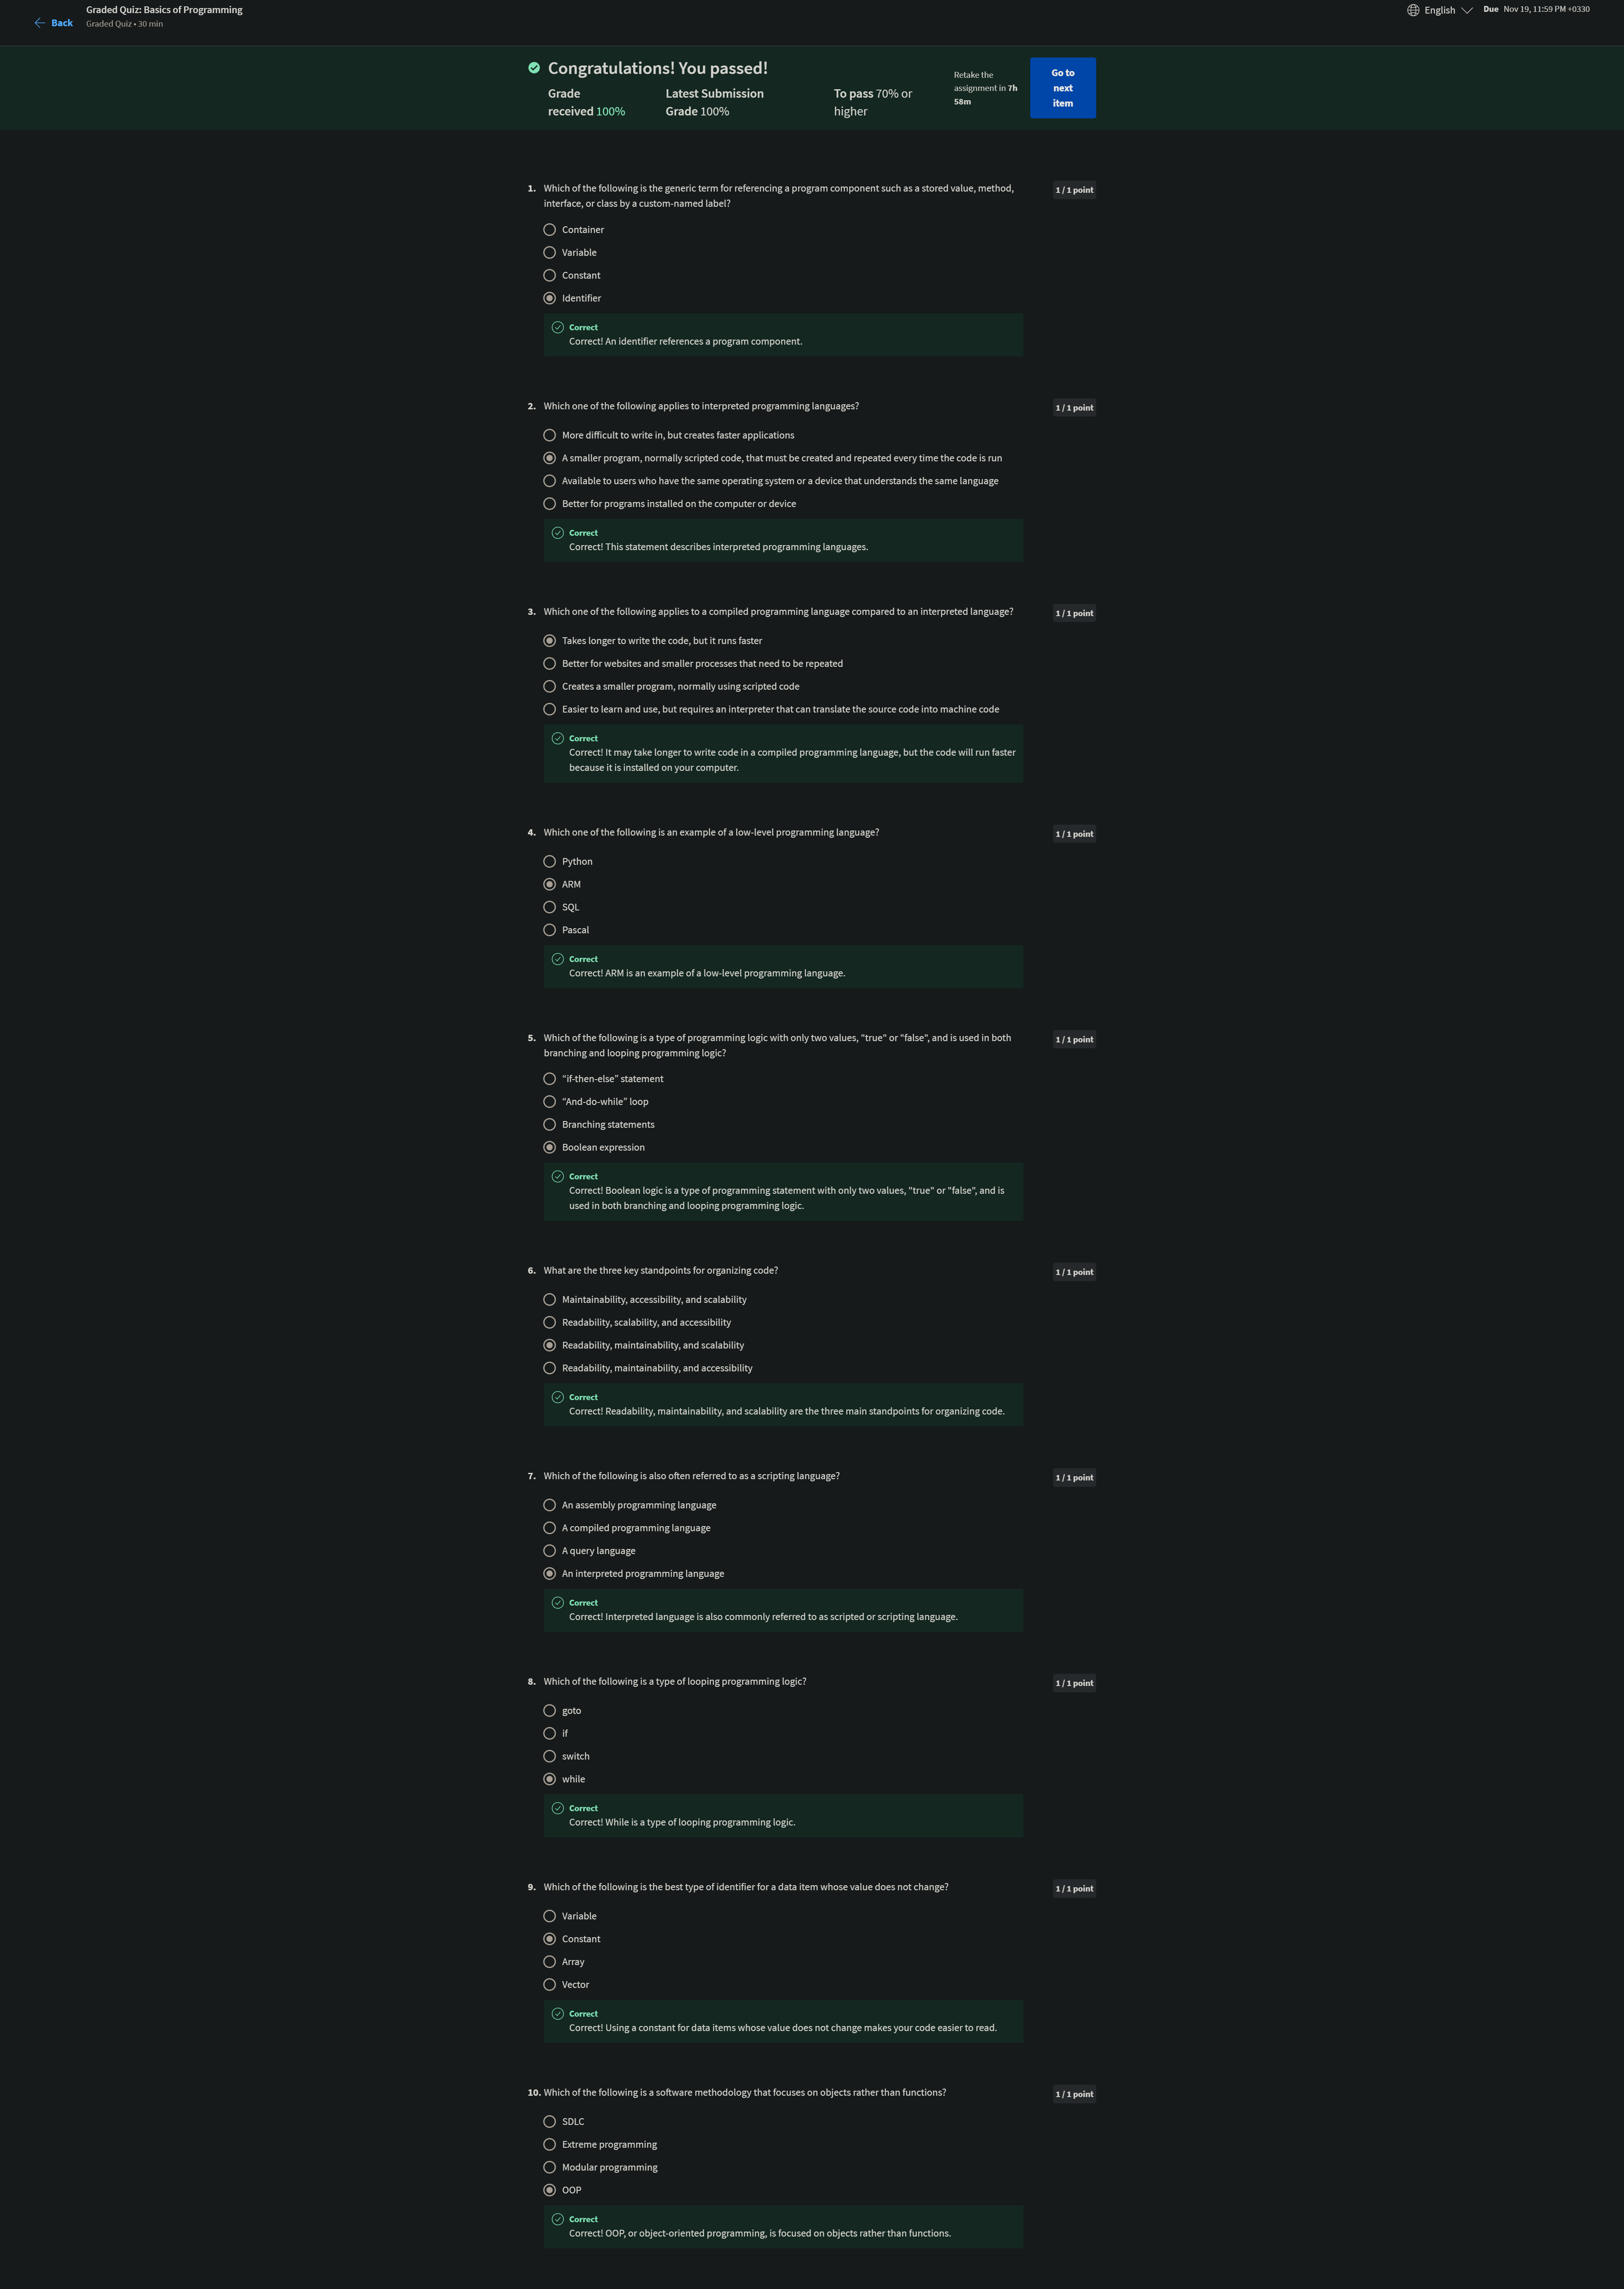 Back
Graded Quiz: Basics of Programming
Graded Quiz • 30 min
English
Due Nov 19, 11:59 PM +0330
Congratulations! You passed!
Grade
received 100%
Latest Submission
Grade 100%
To pass 70% or
higher
Retake the
assignment in 7h
58m
Go to
next
item
1. Which of the following is the generic term for referencing a program component such as a stored value, method,
interface, or class by a custom-named label?
1 / 1 point
Container
Variable
Constant
Identifier
Correct
Correct! An identifier references a program component.
2. Which one of the following applies to interpreted programming languages?
1 / 1 point
More difficult to write in, but creates faster applications
A smaller program, normally scripted code, that must be created and repeated every time the code is run
Available to users who have the same operating system or a device that understands the same language
Better for programs installed on the computer or device
Correct
Correct! This statement describes interpreted programming languages.
3. Which one of the following applies to a compiled programming language compared to an interpreted language?
1 / 1 point
Takes longer to write the code, but it runs faster
Better for websites and smaller processes that need to be repeated
Creates a smaller program, normally using scripted code
Easier to learn and use, but requires an interpreter that can translate the source code into machine code
Correct
Correct! It may take longer to write code in a compiled programming language, but the code will run faster
because it is installed on your computer.
4. Which one of the following is an example of a low-level programming language?
1 / 1 point
Python
ARM
SQL
Pascal
Correct
Correct! ARM is an example of a low-level programming language.
5. Which of the following is a type of programming logic with only two values, "true" or "false", and is used in both
branching and looping programming logic?
1 / 1 point
“if-then-else” statement
“And-do-while” loop
Branching statements
Boolean expression
Correct
Correct! Boolean logic is a type of programming statement with only two values, "true" or "false", and is
used in both branching and looping programming logic.
6. What are the three key standpoints for organizing code?
1 / 1 point
Maintainability, accessibility, and scalability
Readability, scalability, and accessibility
Readability, maintainability, and scalability
Readability, maintainability, and accessibility
Correct
Correct! Readability, maintainability, and scalability are the three main standpoints for organizing code.
7. Which of the following is also often referred to as a scripting language?
1 / 1 point
An assembly programming language
A compiled programming language
A query language
An interpreted programming language
Correct
Correct! Interpreted language is also commonly referred to as scripted or scripting language.
8. Which of the following is a type of looping programming logic?
1 / 1 point
goto
if
switch
while
Correct
Correct! While is a type of looping programming logic.
9. Which of the following is the best type of identifier for a data item whose value does not change?
1 / 1 point
Variable
Constant
Array
Vector
Correct
Correct! Using a constant for data items whose value does not change makes your code easier to read.
10. Which of the following is a software methodology that focuses on objects rather than functions?
1 / 1 point
SDLC
Extreme programming
Modular programming
OOP
Correct
Correct! OOP, or object-oriented programming, is focused on objects rather than functions.